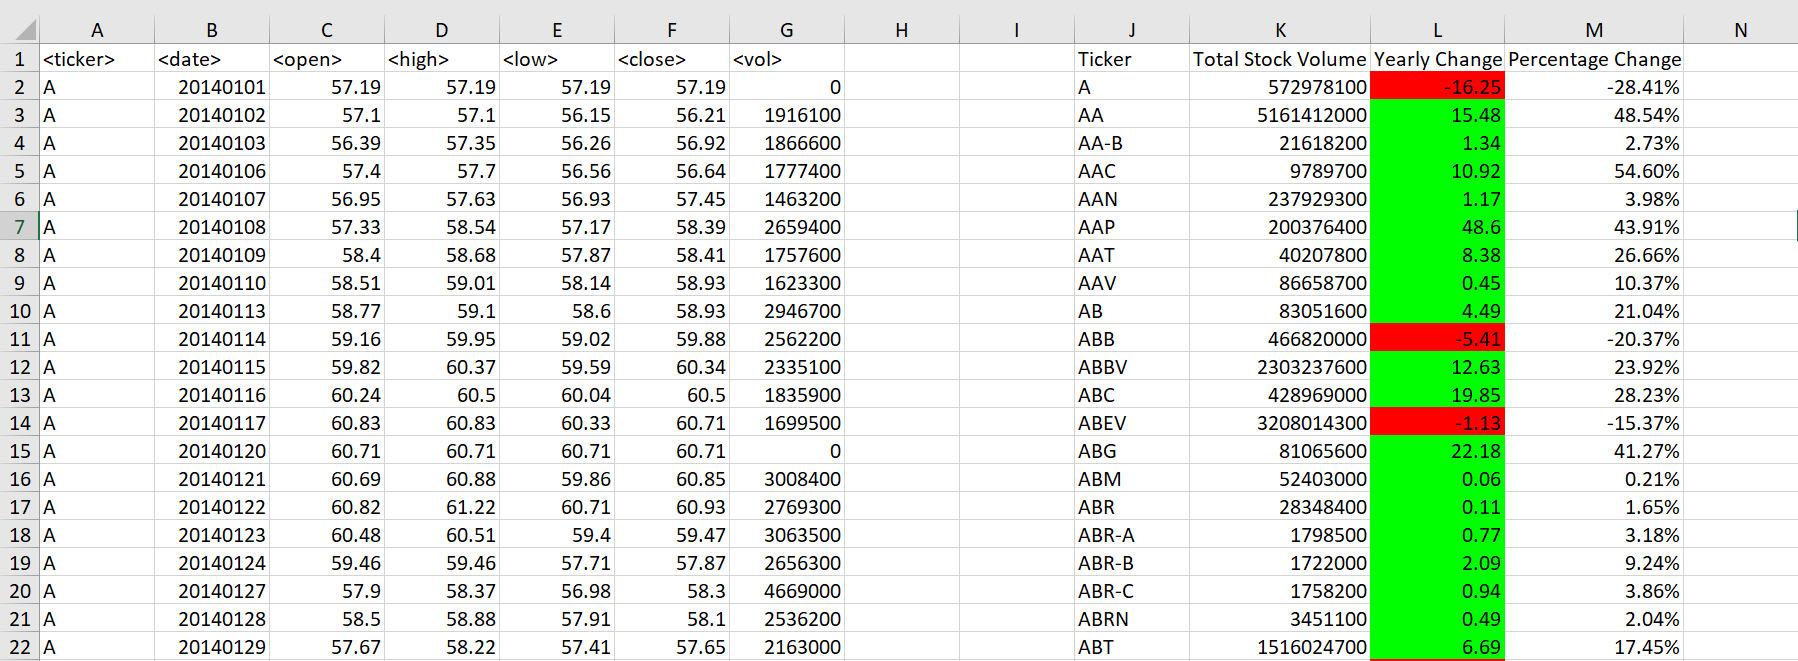 A B C D E F G H I J K L M N
1 <ticker> <date> <open> <high> <low> <close> <vol> Ticker Total Stock Volume Yearly Change Percentage Change
2 A 20140101 57.19 57.19 57.19 57.19 0 A 572978100 -16.25 -28.41%
3 A 20140102 57.1 57.1 56.15 56.21 1916100 AA 5161412000 15.48 48.54%
4 A 20140103 56.39 57.35 56.26 56.92 1866600 AA-B 21618200 1.34 2.73%
5 A 20140106 57.4 57.7 56.56 56.64 1777400 AAC 9789700 10.92 54.60%
6 A 20140107 56.95 57.63 56.93 57.45 1463200 AAN 237929300 1.17 3.98%
7 A 20140108 57.33 58.54 57.17 58.39 2659400 AAP 200376400 48.6 43.91%
8 A 20140109 58.4 58.68 57.87 58.41 1757600 AAT 40207800 8.38 26.66%
9 A 20140110 58.51 59.01 58.14 58.93 1623300 AAV 86658700 0.45 10.37%
10 A 20140113 58.77 59.1 58.6 58.93 2946700 AB 83051600 4.49 21.04%
11 A 20140114 59.16 59.95 59.02 59.88 2562200 ABB 466820000 -5.41 -20.37%
12 A 20140115 59.82 60.37 59.59 60.34 2335100 ABBV 2303237600 12.63 23.92%
13 A 20140116 60.24 60.5 60.04 60.5 1835900 ABC 428969000 19.85 28.23%
14 A 20140117 60.83 60.83 60.33 60.71 1699500 ABEV 3208014300 -1.13 -15.37%
15 A 20140120 60.71 60.71 60.71 60.71 0 ABG 81065600 22.18 41.27%
16 A 20140121 60.69 60.88 59.86 60.85 3008400 ABM 52403000 0.06 0.21%
17 A 20140122 60.82 61.22 60.71 60.93 2769300 ABR 28348400 0.11 1.65%
18 A 20140123 60.48 60.51 59.4 59.47 3063500 ABR-A 1798500 0.77 3.18%
19 A 20140124 59.46 59.46 57.71 57.87 2656300 ABR-B 1722000 2.09 9.24%
20 A 20140127 57.9 58.37 56.98 58.3 4669000 ABR-C 1758200 0.94 3.86%
21 A 20140128 58.5 58.88 57.91 58.1 2536200 ABRN 3451100 0.49 2.04%
22 A 20140129 57.67 58.22 57.41 57.65 2163000 ABT 1516024700 6.69 17.45%